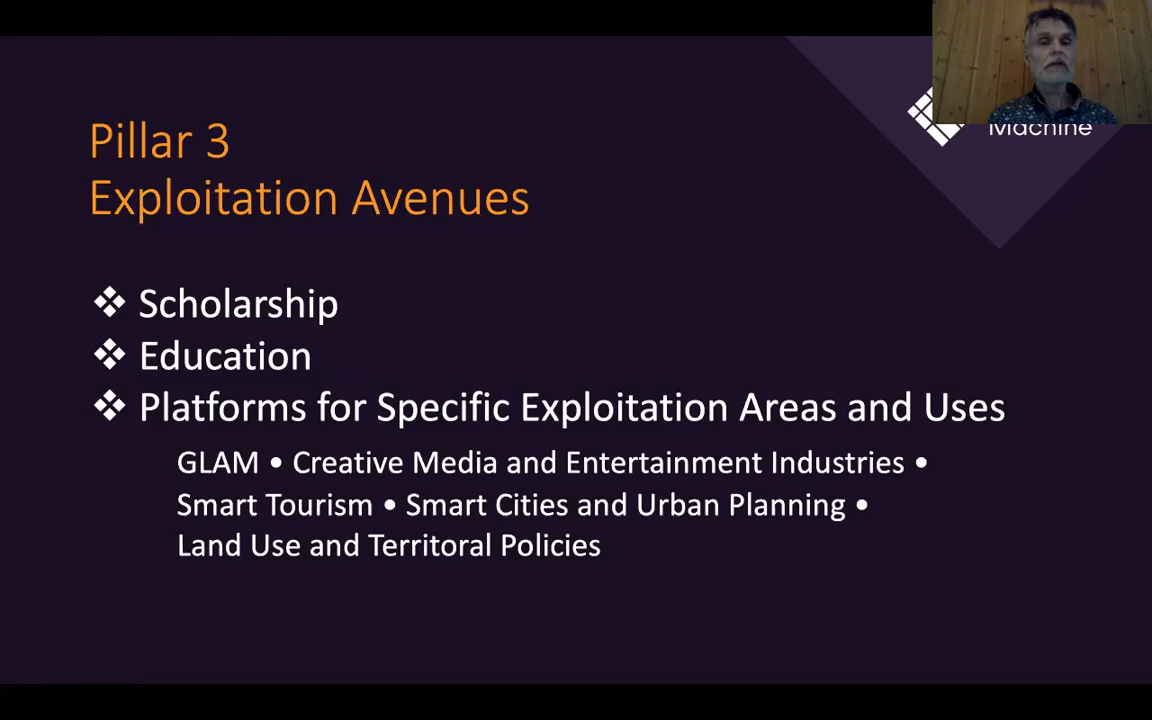 Machine
Pillar 3
Exploitation Avenues
❖ Scholarship
❖ Education
❖ Platforms for Specific Exploitation Areas and Uses
GLAM • Creative Media and Entertainment Industries •
Smart Tourism • Smart Cities and Urban Planning •
Land Use and Territoral Policies